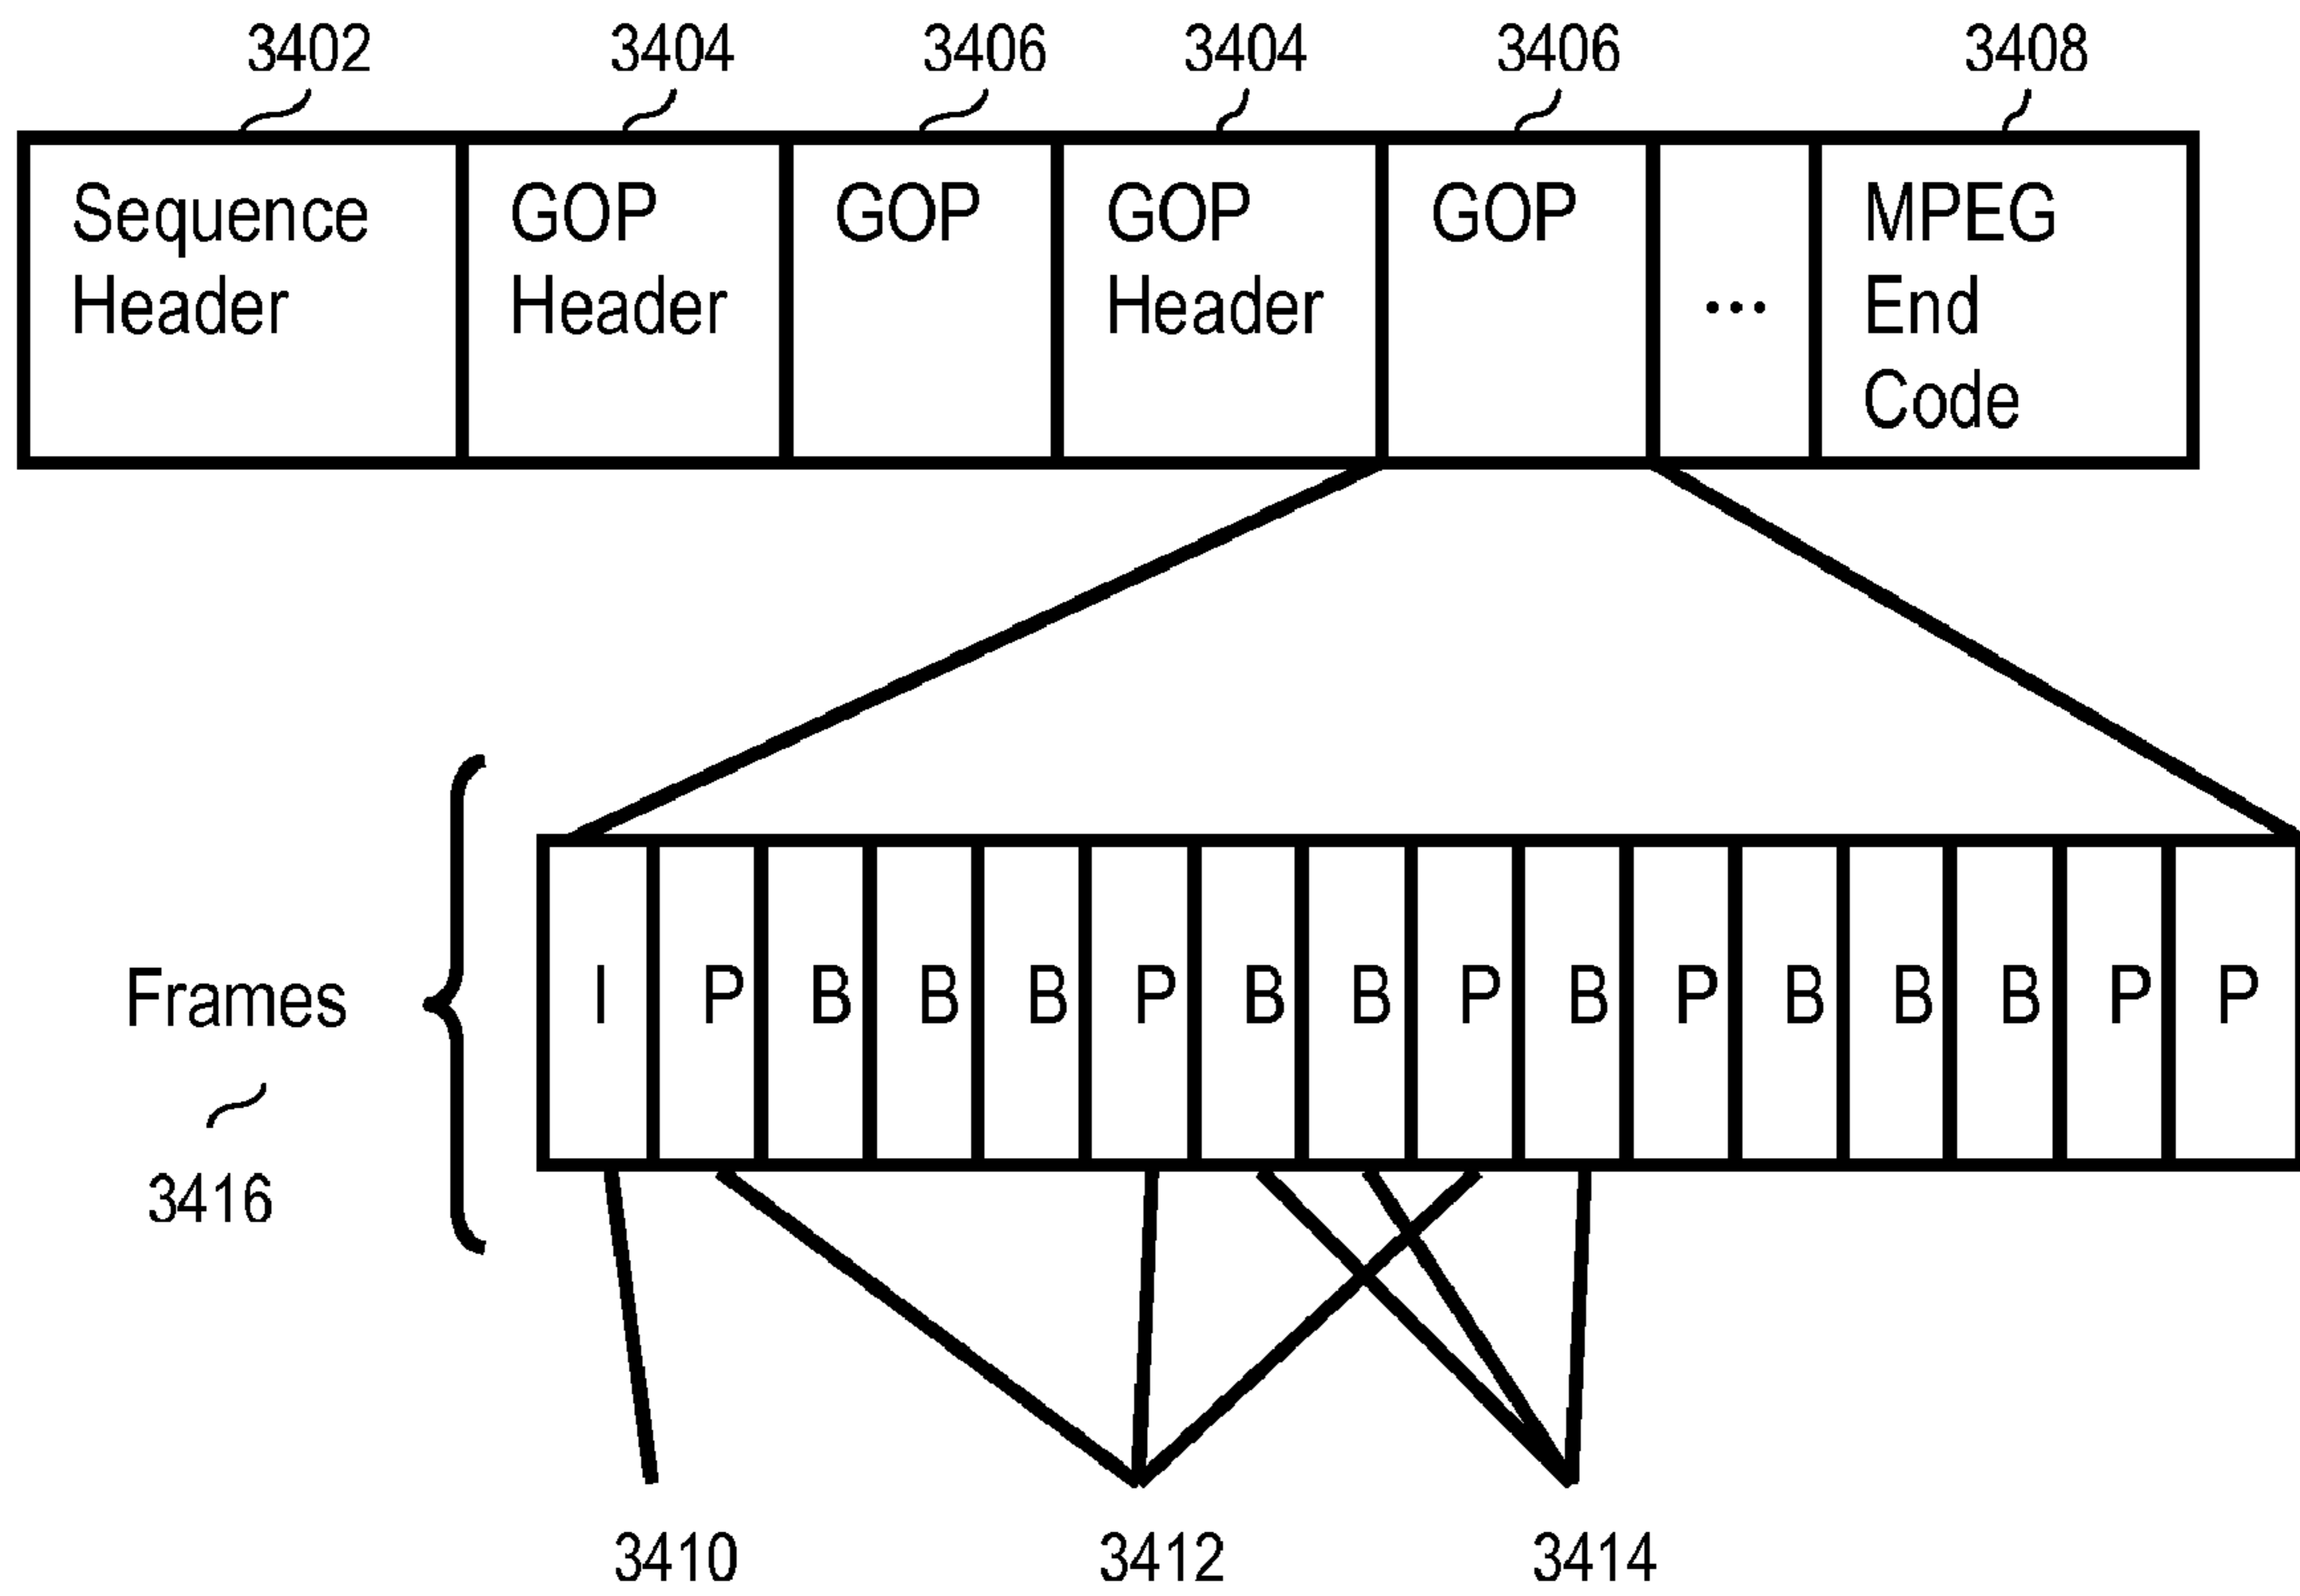 3402 3404 3406 3404 3406 3408
Sequence Header
GOP Header
GOP
GOP Header
GOP
...
MPEG End Code
Frames
3416
I P B B B P B B P B P B B B P P
3410 3412 3414